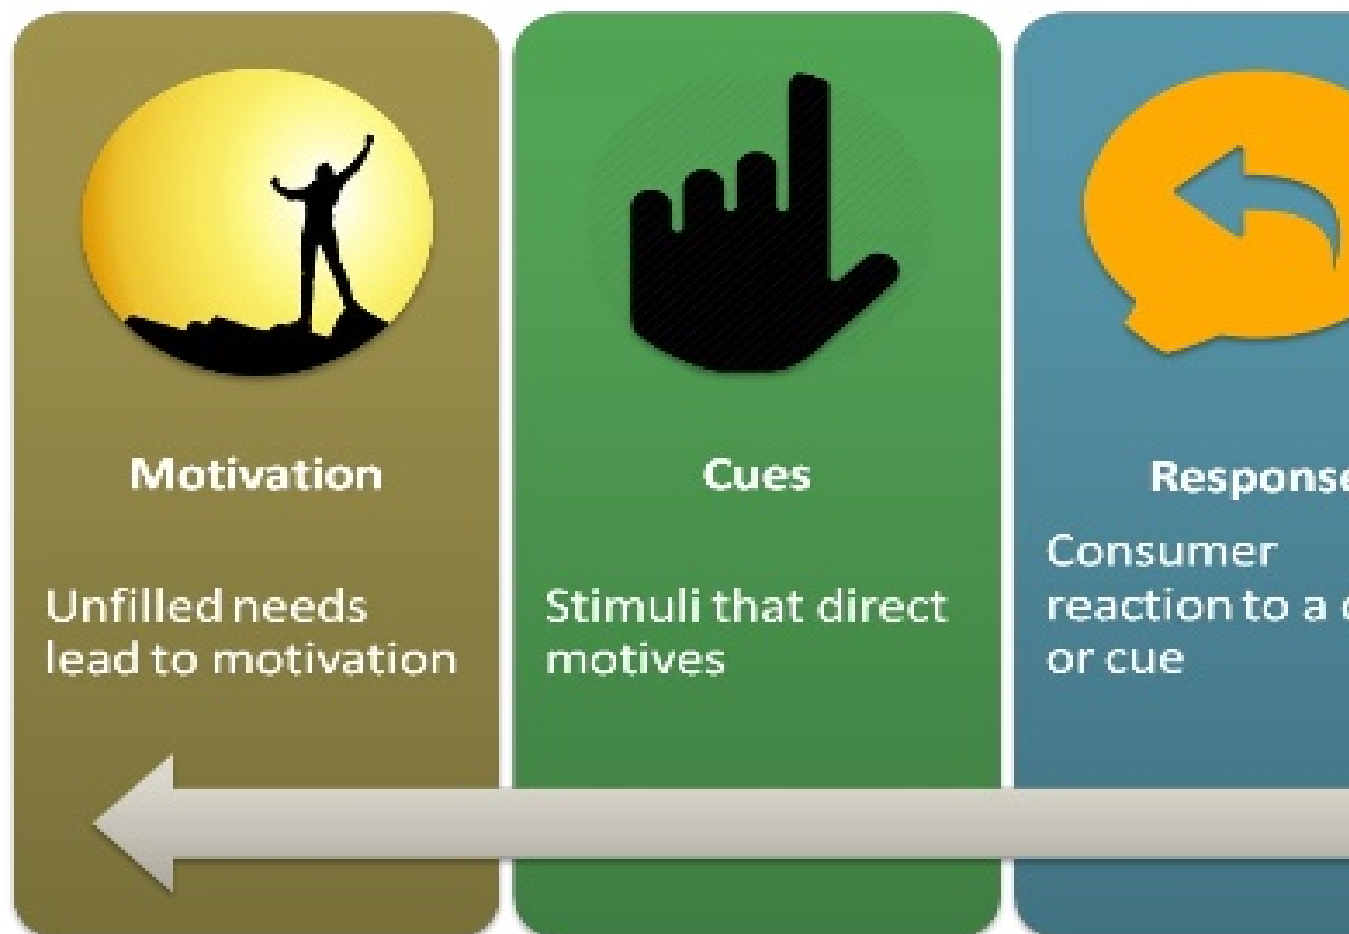 Motivation
Unfilled needs
lead to motivation
Cues
Stimuli that direct
motives
Consumer
reaction to a
or cue